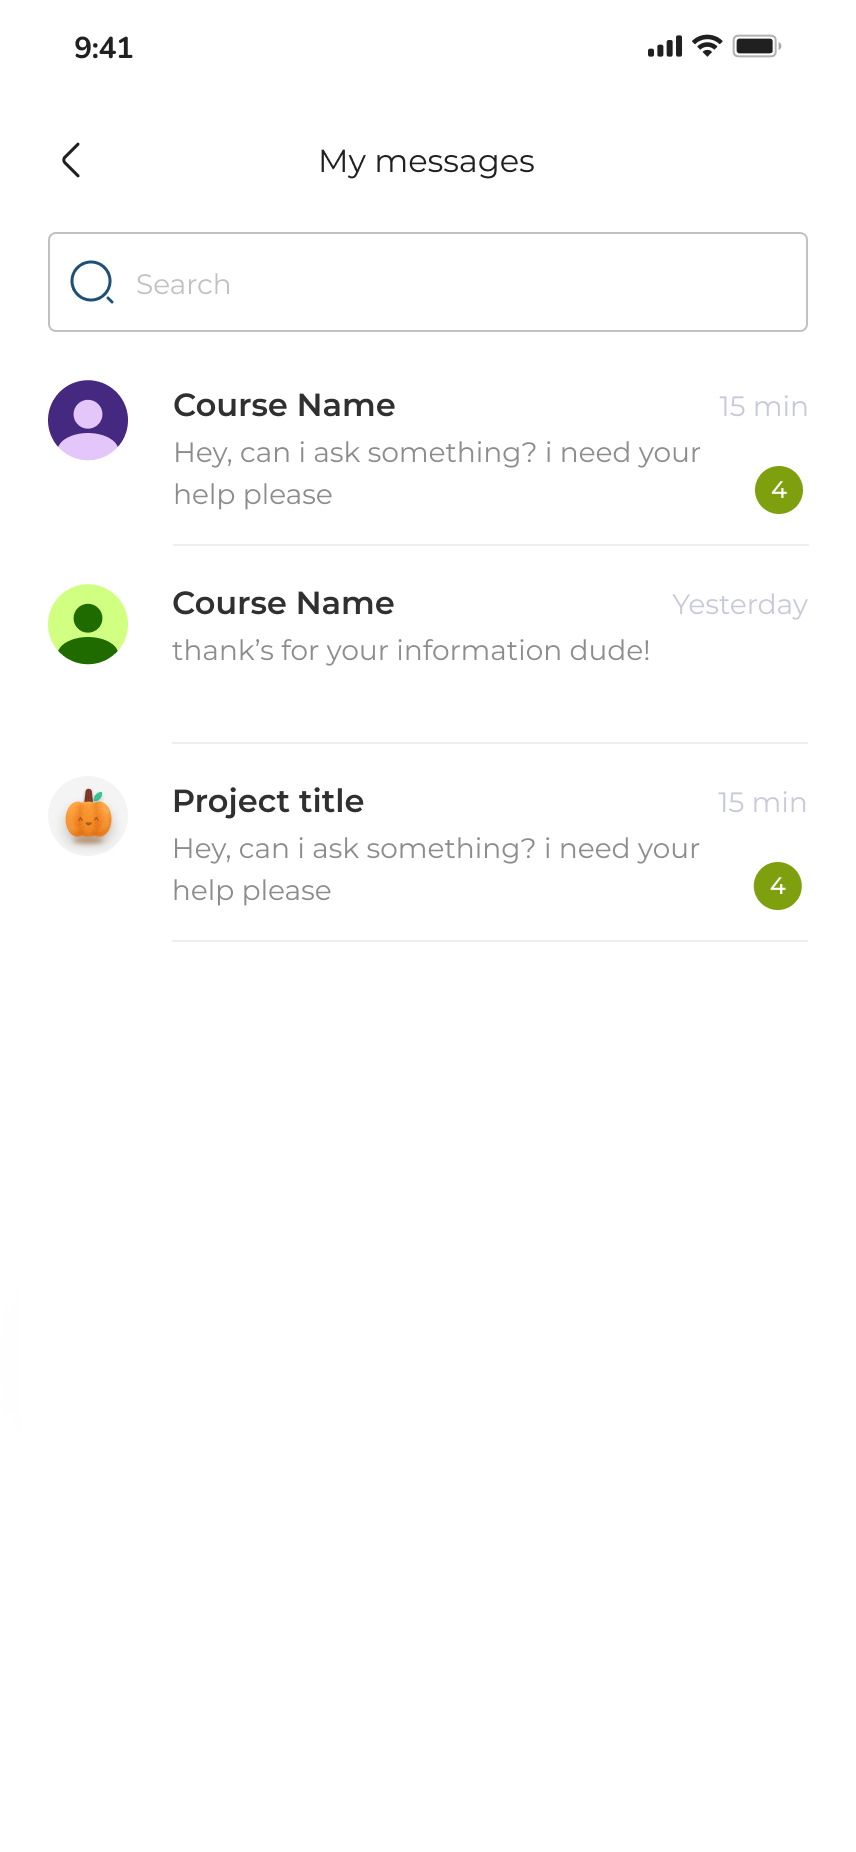 9:41
My messages
Search
Course Name
15 min
Hey, can i ask something? i need your
help please
4
Course Name
Yesterday
thank’s for your information dude!
Project title
15 min
Hey, can i ask something? i need your
help please
4